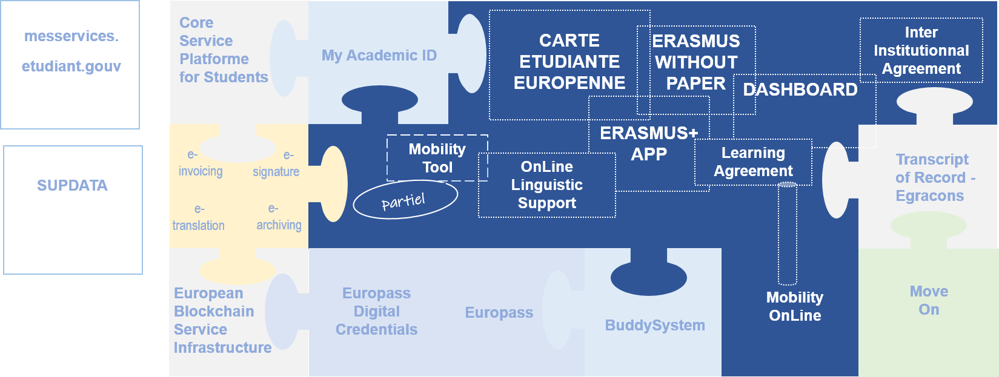 messervices.
etudiant.gouv
SUPDATA
Core
Service
Platforme
for Students
My Academic ID
CARTE
ETUDIANTE
EUROPENNE
ERASMUS
WITHOUT
PAPER
DASHBOARD
Inter
Institutionnal
Agreement
e-
invoicing
e-
signature
e-
translation
e-
archiving
Mobility
Tool
partiel
OnLine
Linguistic
Support
ERASMUS+
APP
Learning
Agreement
Transcript
of Record -
Egracons
European
Blockchain
Service
Infrastructure
Europass
Digital
Credentials
Europass
BuddySystem
Mobility
OnLine
Move
On